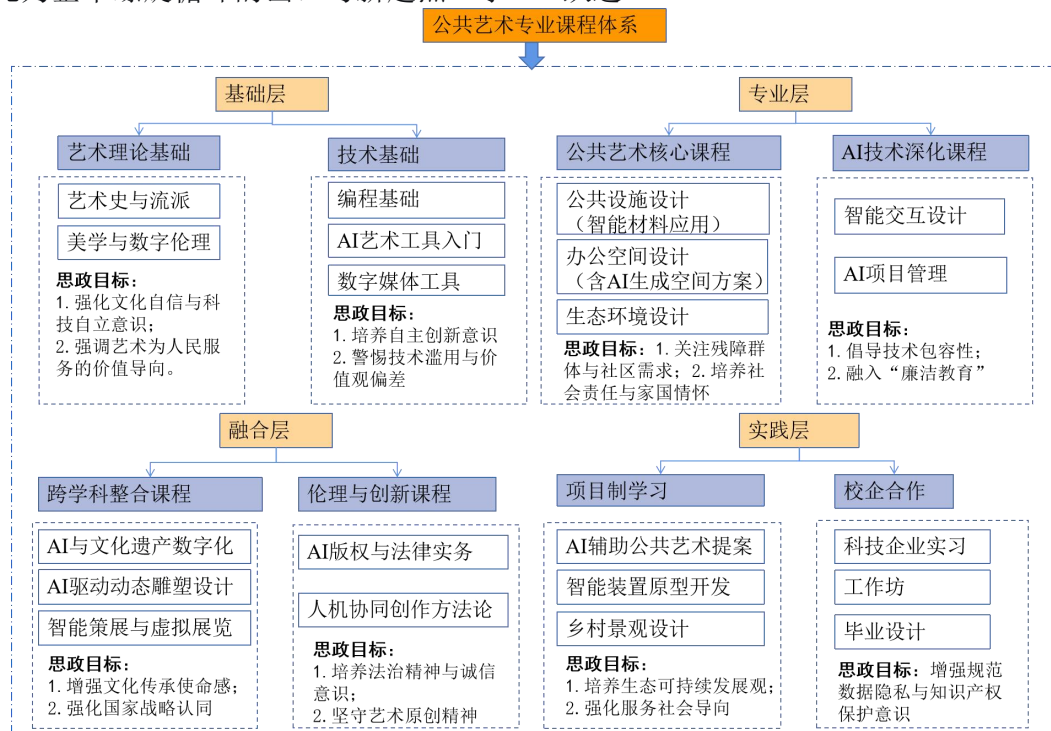 公共艺术专业课程体系
基础层
专业层
艺术理论基础
技术基础
公共艺术核心课程
AI技术深化课程
艺术史与流派
美学与数字伦理
思政目标：
1.强化文化自信与科
技自立意识；
2.强调艺术为人民服
务的价值导向。
编程基础
AI艺术工具入门
数字媒体工具
思政目标：
1.培养自主创新意识
2.警惕技术滥用与价
值观偏差
公共设施设计
（智能材料应用）
办公空间设计
（含AI生成空间方案）
生态环境设计
思政目标：1.关注残障群
体与社区需求；2.培养社
会责任与家国情怀
智能交互设计
AI项目管理
思政目标：
1.倡导技术包容性；
2.融入“廉洁教育”
融合层
实践层
跨学科整合课程
伦理与创新课程
项目制学习
校企合作
AI与文化遗产数字化
AI驱动动态雕塑设计
智能策展与虚拟展览
思政目标：
1.增强文化传承使命感；
2.强化国家战略认同
AI版权与法律实务
人机协同创作方法论
思政目标：
1.培养法治精神与诚信
意识；
2.坚守艺术原创精神
AI辅助公共艺术提案
智能装置原型开发
乡村景观设计
思政目标：
1.培养生态可持续发展观；
2.强化服务社会导向
科技企业实习
工作坊
毕业设计
思政目标：增强规范
数据隐私与知识产权
保护意识